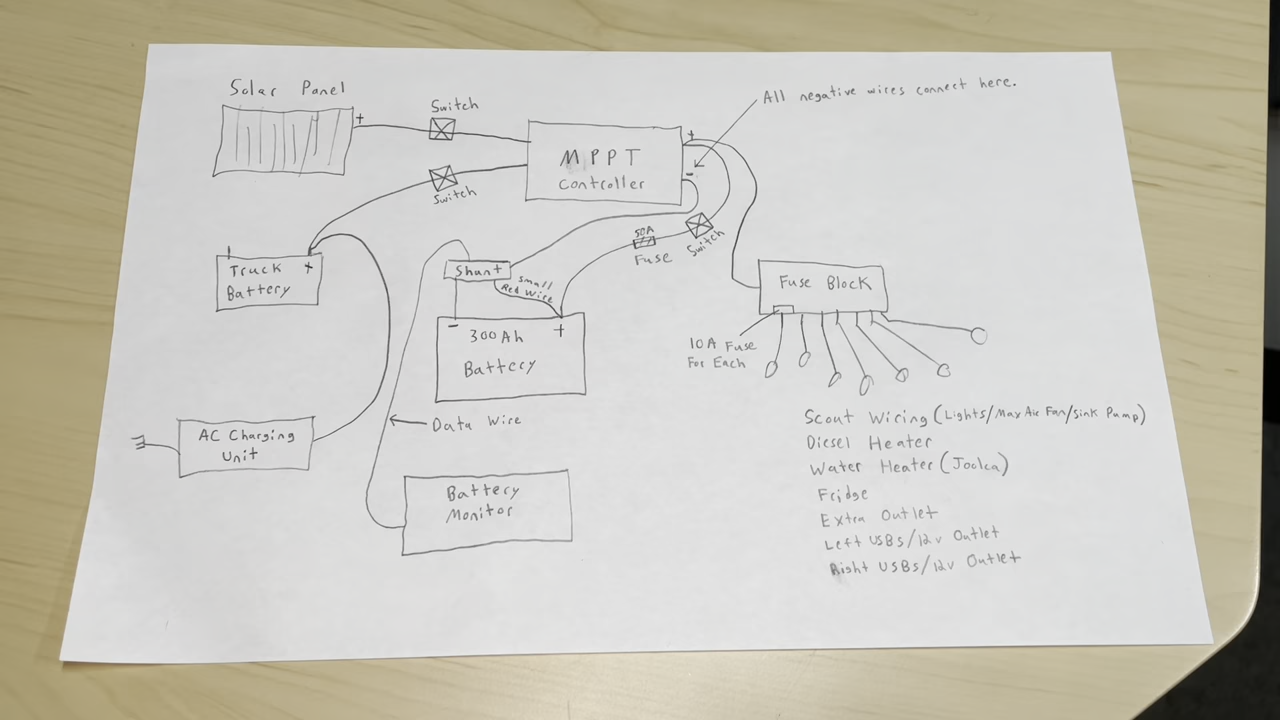 Solar Panel
+
Switch
All negative wires connect here.
MPPT
Controller
+
-
Switch
50A
Fuse
Switch
Truck +
Battery
Shunt
Small
Red Wire
Fuse Block
- +
300Ah
Battery
10A Fuse
For Each
Data Wire
AC Charging
Unit
Battery
Monitor
Scout Wiring (Lights/Max Air Fan/Sink Pump)
Diesel Heater
Water Heater (Joolca)
Fridge
Extra Outlet
Left USBs/12v Outlet
Right USBs/12v Outlet